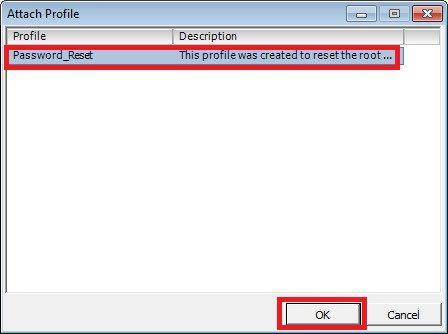 Attach Profile
Profile Description
Password_Reset This profile was created to reset the root ...
OK Cancel